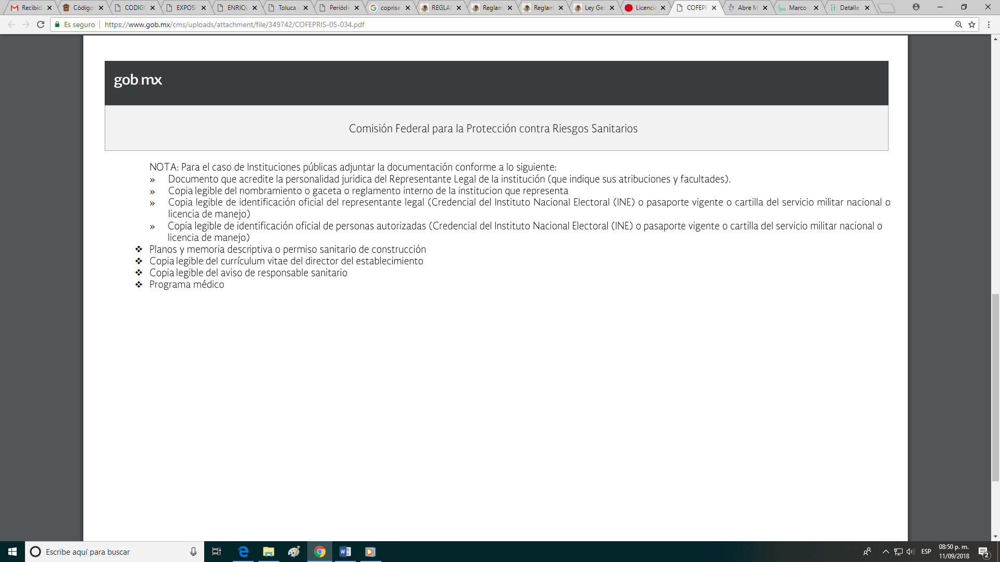 Recibid
Código
CODIG
EXPOSI
ENRIQU
Toluca
Periódi
coprise
REGLA
Reglam
Reglam
Ley Ge
Licencia
COFEP
Abre M
Marco
Detalle
Es seguro
https://www.gob.mx/cms/uploads/attachment/file/349742/COFEPRIS-05-034.pdf
gob.mx
Comisión Federal para la Protección contra Riesgos Sanitarios
NOTA: Para el caso de Instituciones públicas adjuntar la documentación conforme a lo siguiente:
» Documento que acredite la personalidad juridica del Representante Legal de la institución (que indique sus atribuciones y facultades).
» Copia legible del nombramiento o gaceta o reglamento interno de la institucion que representa
» Copia legible de identificación oficial del representante legal (Credencial del Instituto Nacional Electoral (INE) o pasaporte vigente o cartilla del servicio militar nacional o
licencia de manejo)
» Copia legible de identificación oficial de personas autorizadas (Credencial del Instituto Nacional Electoral (INE) o pasaporte vigente o cartilla del servicio militar nacional o
licencia de manejo)
❖ Planos y memoria descriptiva o permiso sanitario de construcción
❖ Copia legible del currículum vitae del director del establecimiento
❖ Copia legible del aviso de responsable sanitario
❖ Programa médico
Escribe aquí para buscar
ESP
08:50 p. m.
11/09/2018
2